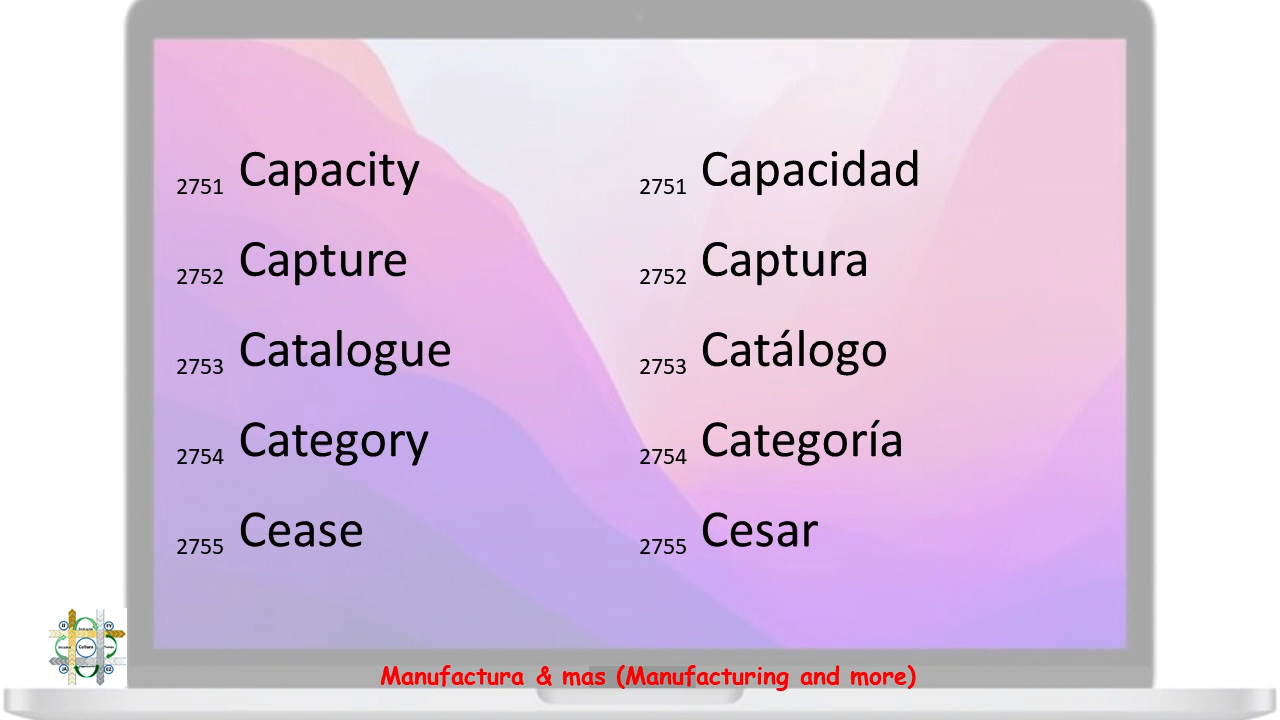 2751 Capacity 2751 Capacidad
2752 Capture 2752 Captura
2753 Catalogue 2753 Catálogo
2754 Category 2754 Categoría
2755 Cease 2755 Cesar
Cultura
Manufactura & mas (Manufacturing and more)